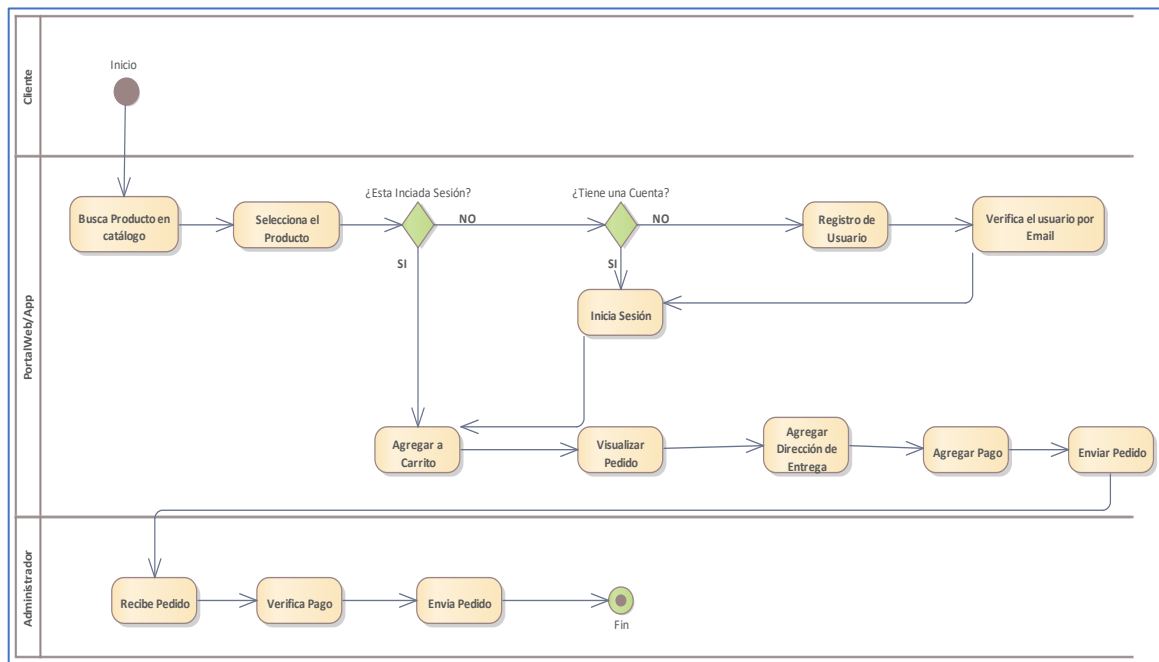 Cliente
Inicio
PortalWeb/App
¿Esta Inciada Sesión?
¿Tiene una Cuenta?
Busca Producto en
catálogo
Selecciona el
Producto
NO
NO
Registro de
Usuario
Verifica el usuario por
Email
SI
SI
Inicia Sesión
Agregar a
Carrito
Visualizar
Pedido
Agregar
Dirección de
Entrega
Agregar Pago
Enviar Pedido
Administrador
Recibe Pedido
Verifica Pago
Envia Pedido
Fin